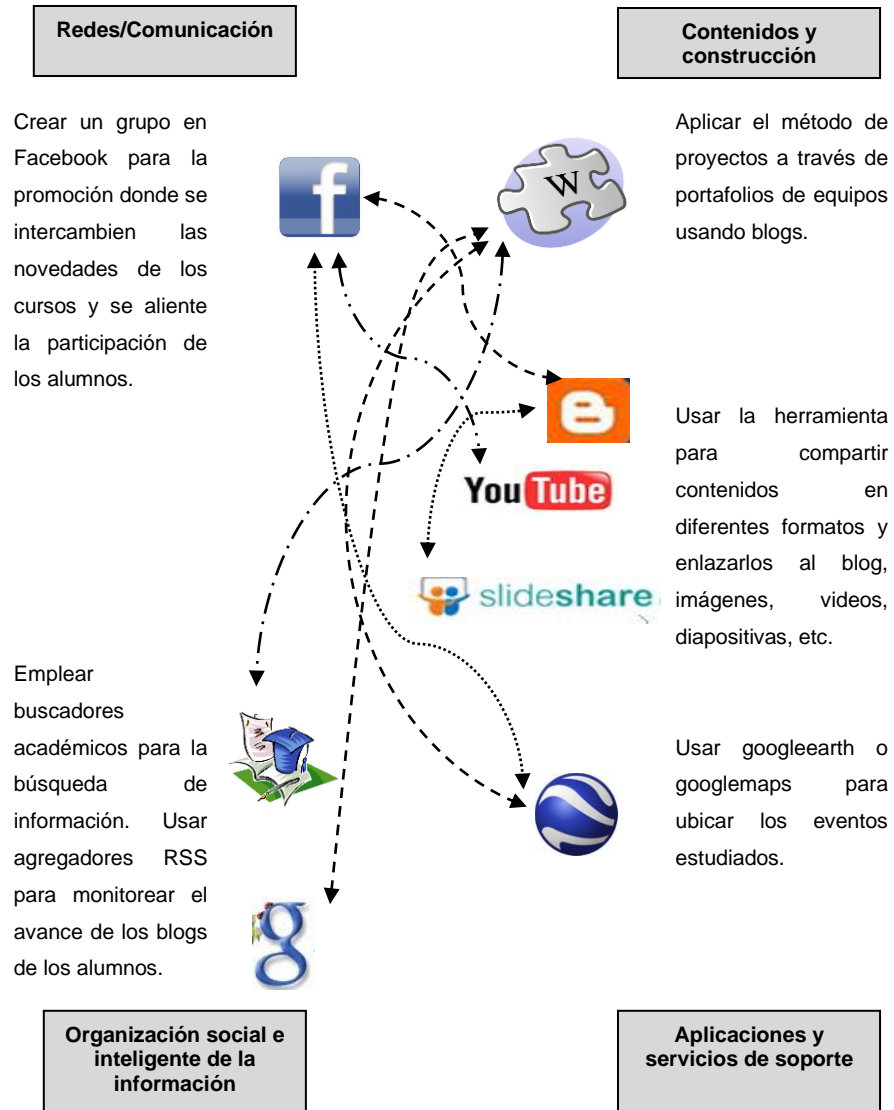 Redes/Comunicación
Contenidos y
construcción
Crear un grupo en
Facebook para la
promoción donde se
intercambien las
novedades de los
cursos y se aliente
la participación de
los alumnos.
f
W
Aplicar el método de
proyectos a través de
portafolios de equipos
usando blogs.
You Tube
slideshare
Usar la herramienta
para compartir
contenidos en
diferentes formatos y
enlazarlos al blog,
imágenes, videos,
diapositivas, etc.
Emplear
buscadores
académicos para la
búsqueda de
información. Usar
agregadores RSS
para monitorear el
avance de los blogs
de los alumnos.
g
Usar googleearth o
googlemaps para
ubicar los eventos
estudiados.
Organización social e
inteligente de la
información
Aplicaciones y
servicios de soporte